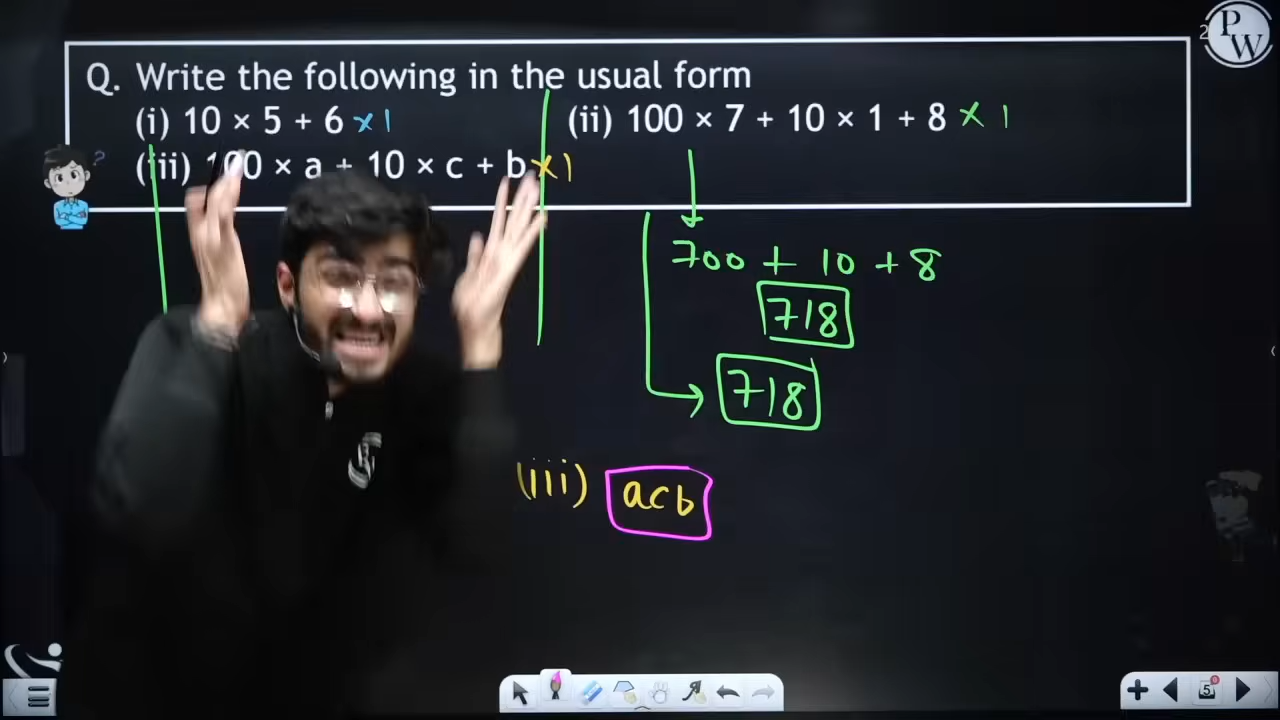 PW
Q. Write the following in the usual form
(i) 10 × 5 + 6 × 1 (ii) 100 × 7 + 10 × 1 + 8 × 1
(iii) 100 × a + 10 × c + b × 1
?
700 + 10 + 8
718
718
(iii) acb
5